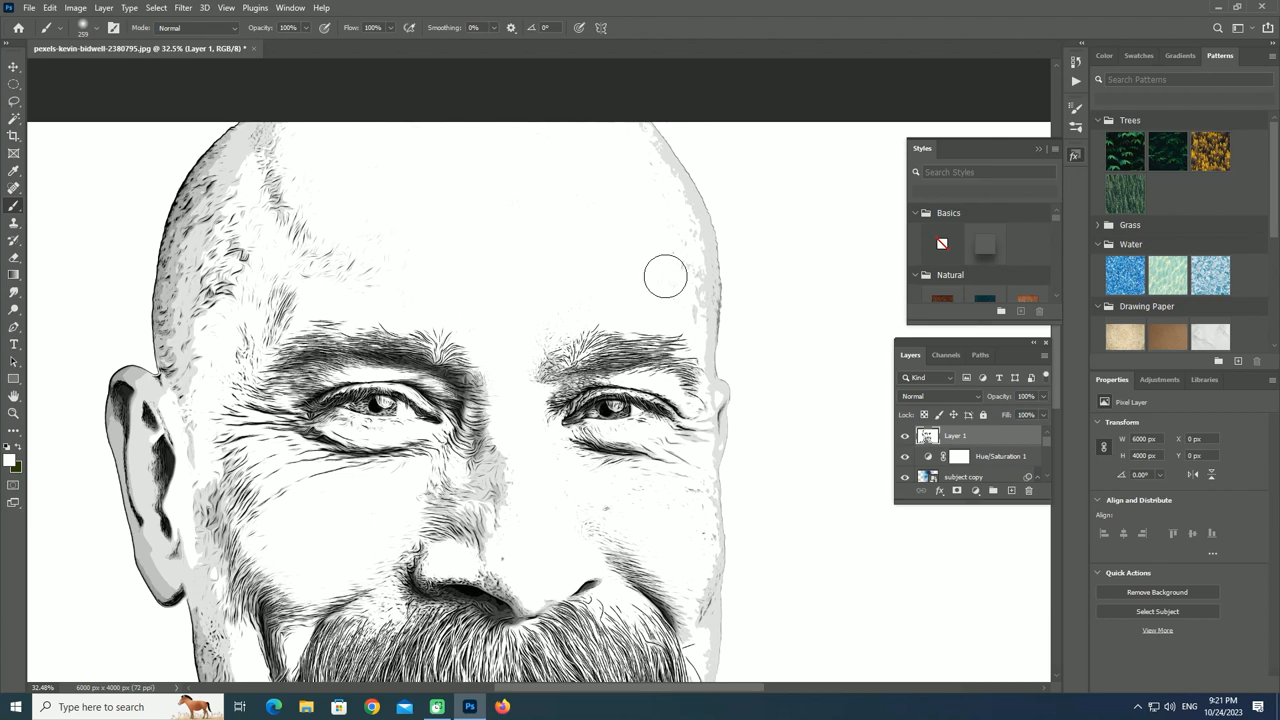 File Edit Image Layer Type Select Filter 3D View Plugins Window Help
259 Mode: Normal Opacity: 100% Flow: 100% Smoothing: 0% 0°
pexels-kevin-bidwell-2380795.jpg @ 32.5% (Layer 1, RGB/8) *
Color Swatches Gradients Patterns
Search Patterns
Trees
Grass
Water
Drawing Paper
Styles
Search Styles
Basics
Natural
Layers Channels Paths
Kind
Normal Opacity: 100%
Lock: Fill: 100%
Layer 1
Hue/Saturation 1
subject copy
Properties Adjustments Libraries
Pixel Layer
Transform
W 6000 px X 0 px
H 4000 px Y 0 px
0.00°
Align and Distribute
Align:
Quick Actions
Remove Background
Select Subject
View More
32.48% 6000 px x 4000 px (72 ppi)
Type here to search
ENG
9:21 PM
10/24/2023